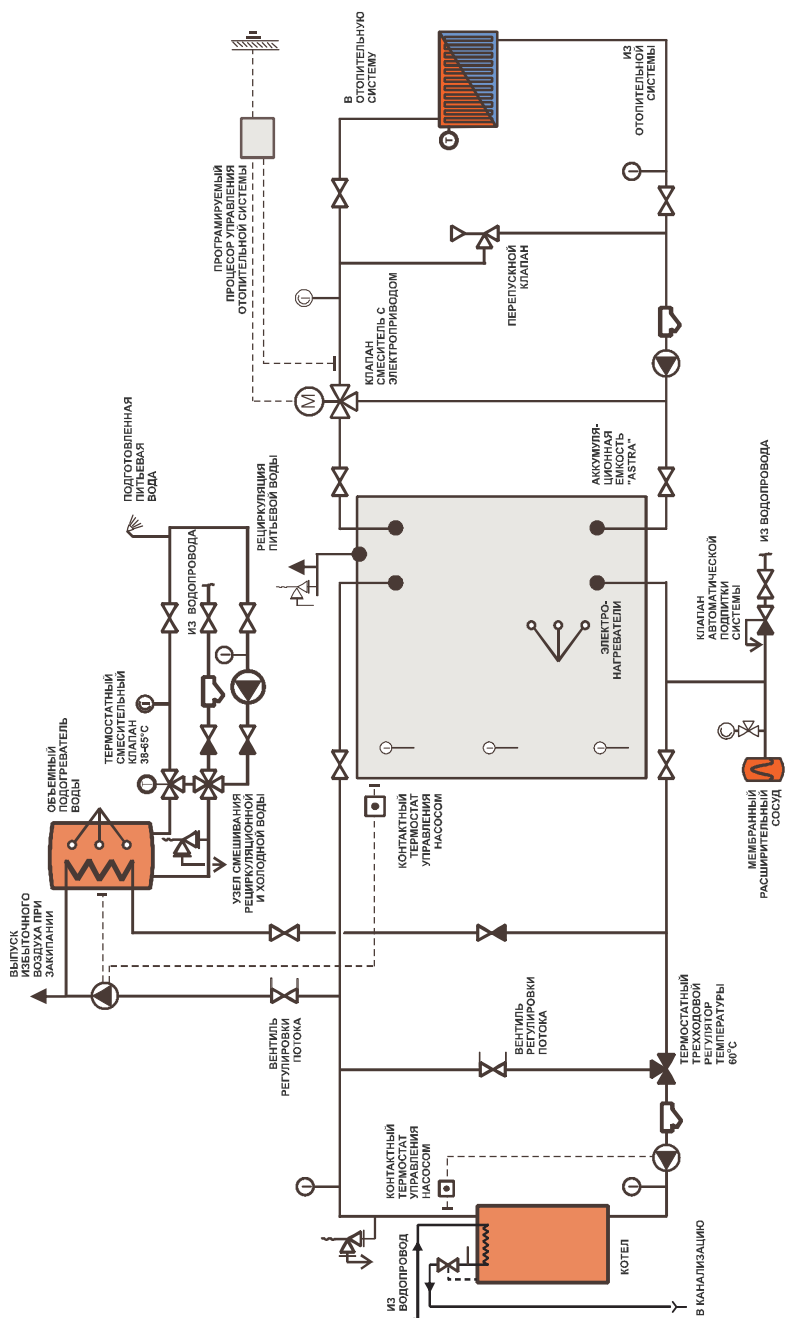 ВЫПУСК
ИЗБЫТОЧНОГО
ВОЗДУХА ПРИ
ЗАКИПАНИИ
ОБЪЕМНЫЙ
ПОДОГРЕВАТЕЛЬ
ВОДЫ
ТЕРМОСТАТНЫЙ
СМЕСИТЕЛЬНЫЙ
КЛАПАН
38-65°C
ПОДГОТОВЛЕННАЯ
ПИТЬЕВАЯ
ВОДА
ИЗ ВОДОПРОВОДА
УЗЕЛ СМЕШИВАНИЯ
РЕЦИРКУЛЯЦИОННОЙ
И ХОЛОДНОЙ ВОДЫ
РЕЦИРКУЛЯЦИЯ
ПИТЬЕВОЙ ВОДЫ
ПРОГРАМИРУЕМЫЙ
ПРОЦЕСОР УПРАВЛЕНИЯ
ОТОПИТЕЛЬНОЙ СИСТЕМЫ
M
КЛАПАН
СМЕСИТЕЛЬ С
ЭЛЕКТРОПРИВОДОМ
В
ОТОПИТЕЛЬНУЮ
СИСТЕМУ
T
ИЗ
ОТОПИТЕЛЬНОЙ
СИСТЕМЫ
ПЕРЕПУСКНОЙ
КЛАПАН
АККУМУЛЯ-
ЦИОННАЯ
ЕМКОСТЬ
"ASTRA"
ЭЛЕКТРО-
НАГРЕВАТЕЛИ
КЛАПАН
АВТОМАТИЧЕСКОЙ
ПОДПИТКИ
СИСТЕМЫ
ИЗ ВОДОПРОВОДА
МЕМБРАННЫЙ
РАСШИРИТЕЛЬНЫЙ
СОСУД
КОНТАКТНЫЙ
ТЕРМОСТАТ
УПРАВЛЕНИЯ
НАСОСОМ
ВЕНТИЛЬ
РЕГУЛИРОВКИ
ПОТОКА
ВЕНТИЛЬ
РЕГУЛИРОВКИ
ПОТОКА
ТЕРМОСТАТНЫЙ
ТРЕХХОДОВОЙ
РЕГУЛЯТОР
ТЕМПЕРАТУРЫ
60°C
КОНТАКТНЫЙ
ТЕРМОСТАТ
УПРАВЛЕНИЯ
НАСОСОМ
ИЗ
ВОДОПРОВОД
КОТЕЛ
В КАНАЛИЗАЦИЮ